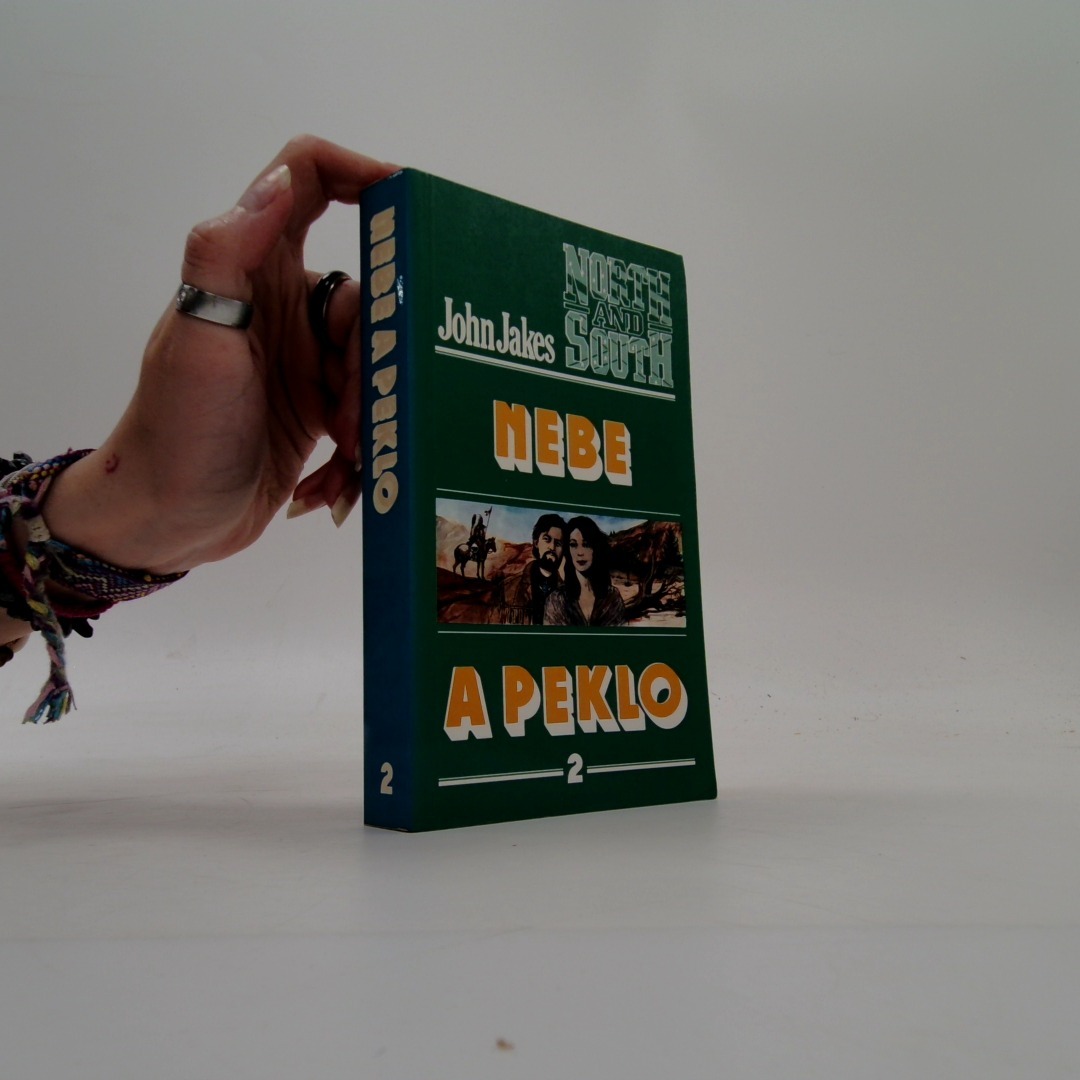 NEBE A PEKLO
2
John Jakes
NORTH
AND
SOUTH
NEBE
A PEKLO
2